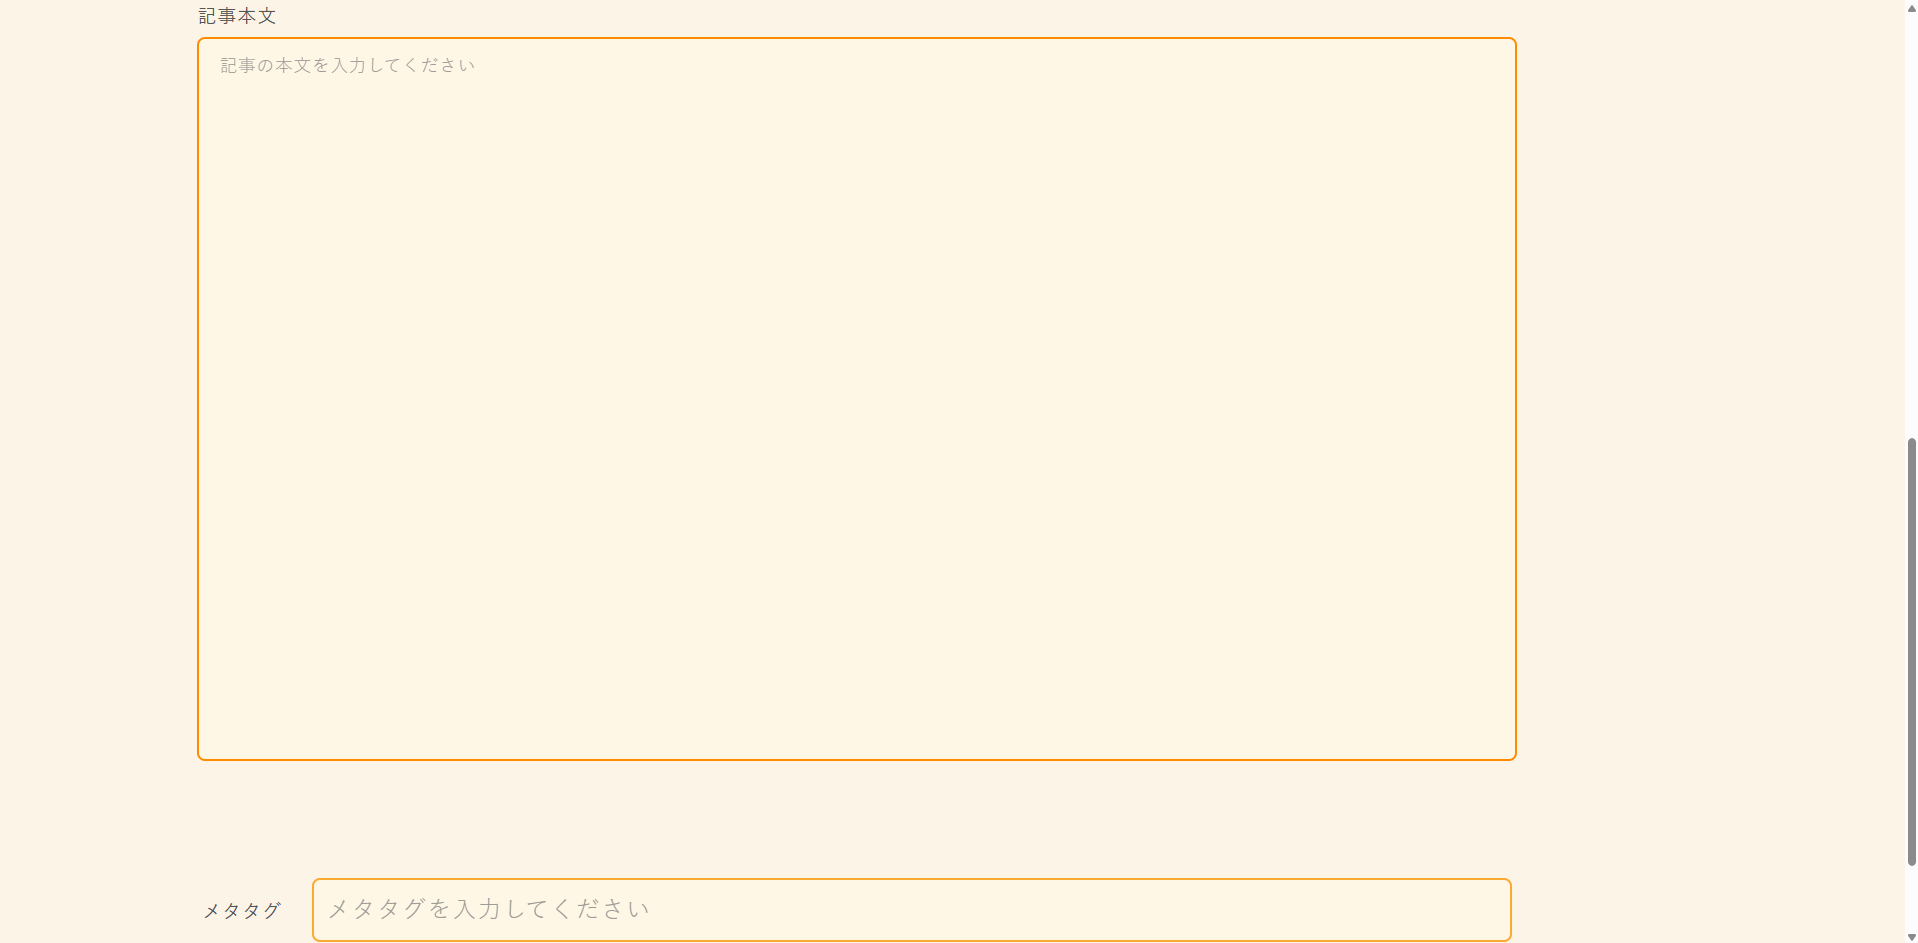 記事本文
記事の本文を入力してください
メタタグ
メタタグを入力してください